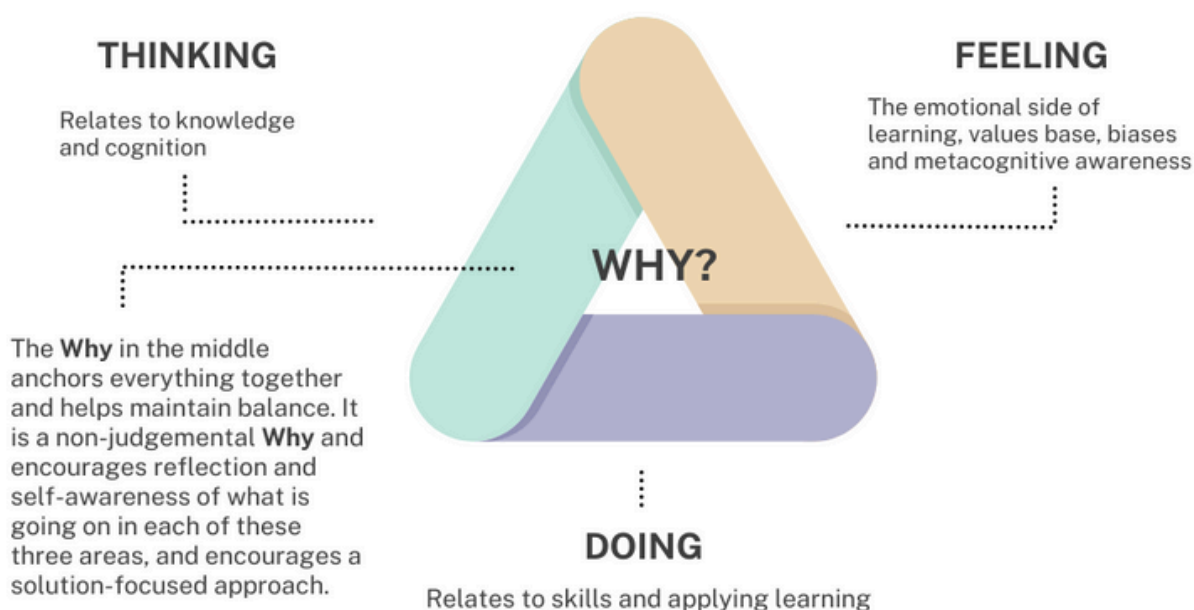 THINKING
Relates to knowledge
and cognition
FEELING
The emotional side of
learning, values base, biases
and metacognitive awareness
WHY?
The Why in the middle
anchors everything together
and helps maintain balance. It
is a non-judgemental Why and
encourages reflection and
self-awareness of what is
going on in each of these
three areas, and encourages a
solution-focused approach.
DOING
Relates to skills and applying learning